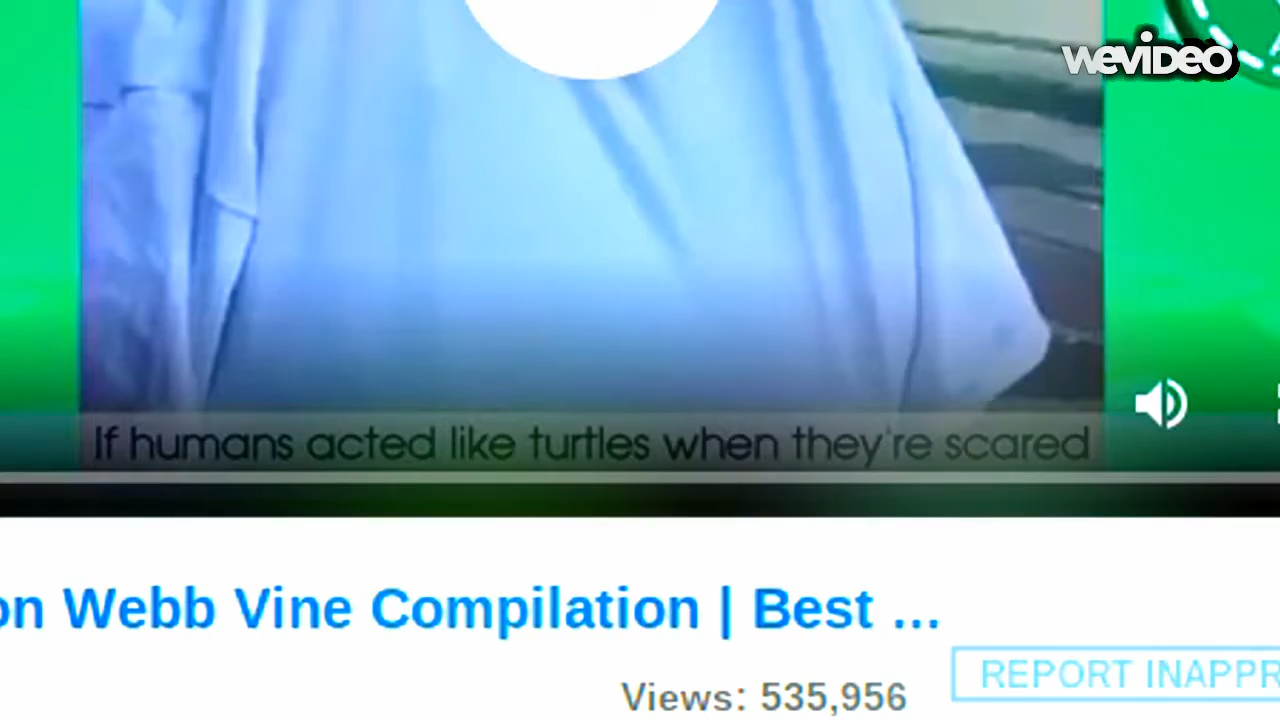 WEVIDEO
If humans acted like turtles when they're scared
on Webb Vine Compilation | Best ...
REPORT INAPPR
Views: 535,956